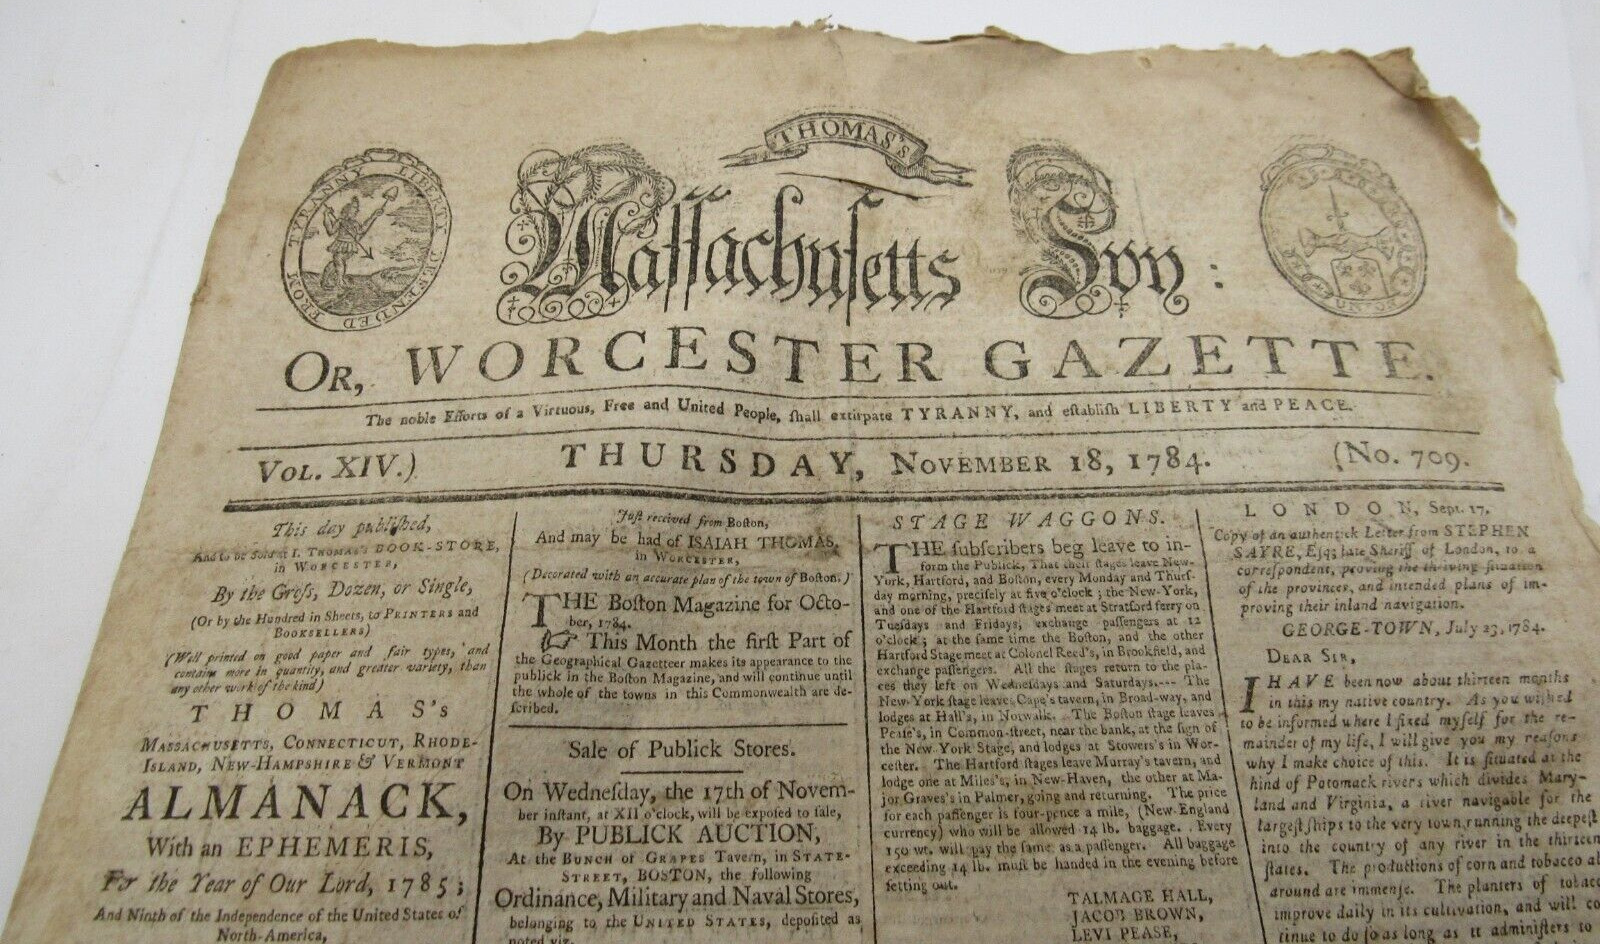 THOMAS's
Maſſachuſetts Spy:
TYRANNY LIBERTY DEFENDED FROM
OR, WORCESTER GAZETTE.
The noble Efforts of a Virtuous, Free and United People, ſhall extirpate TYRANNY, and eſtabliſh LIBERTY and PEACE.
VOL. XIV.) THURSDAY, NOVEMBER 18, 1784. (No. 709.
This day publiſhed,
And to be Sold at I. THOMAS's BOOK-STORE,
in WORCESTER,
By the Groſs, Dozen, or Single,
(Or by the Hundred in Sheets, to PRINTERS and
BOOKSELLERS)
(Well printed on good paper and fair types, and
contains more in quantity, and greater variety, than
any other work of the kind)
THOMAS's
MASSACHUSETTS, CONNECTICUT, RHODE-
ISLAND, NEW-HAMPSHIRE & VERMONT
ALMANACK,
With an EPHEMERIS,
For the Year of Our Lord, 1785;
And Ninth of the Independence of the United States of
North-America,
Juſt received from Boſton,
And may be had of ISAIAH THOMAS,
in WORCESTER,
(Decorated with an accurate plan of the town of Boſton.)
THE Boſton Magazine for Octo-
ber, 1784.
☞ This Month the firſt Part of
the Geographical Gazetteer makes its appearance to the
publick in the Boſton Magazine, and will continue until
the whole of the towns in this Commonwealth are de-
ſcribed.
Sale of Publick Stores.
On Wedneſday, the 17th of Novem-
ber inſtant, at XII o'clock, will be expoſed to ſale,
By PUBLICK AUCTION,
At the BUNCH of GRAPES Tavern, in STATE-
STREET, BOSTON, the following
Ordinance, Military and Naval Stores,
belonging to the UNITED STATES, depoſited as
noted viz.
STAGE WAGGONS.
THE ſubſcribers beg leave to in-
form the Publick, That their ſtages leave New-
York, Hartford, and Boſton, every Monday and Thurſ-
day morning, preciſely at five o'clock; the New-York,
and one of the Hartford ſtages meet at Stratford ferry on
Tueſdays and Fridays, exchange paſſengers at 12
o'clock; at the ſame time the Boſton, and the other
Hartford Stage meet at Colonel Reed's, in Brookfield, and
exchange paſſengers. All the ſtages return to the pla-
ces they left on Wedneſdays and Saturdays.--- The
New-York ſtage leaves Cape's tavern, in Broad-way, and
lodges at Hall's, in Norwalk. The Boſton ſtage leaves
Peaſe's, in Common-ſtreet, near the bank, at the ſign of
the New York Stage, and lodges at Stowers's in Wor-
ceſter. The Hartford ſtages leave Murray's tavern, and
lodge one at Miles's, in New-Haven, the other at Ma-
jor Graves's in Palmer, going and returning. The price
for each paſſenger is four-pence a mile, (New-England
currency) who will be allowed 14 lb. baggage. Every
150 wt. will pay the ſame as a paſſenger. All baggage
exceeding 14 lb. muſt be handed in the evening before
ſetting out.
TALMAGE HALL,
JACOB BROWN,
LEVI PEASE,
LONDON, Sept. 17.
Copy of an authentick Letter from STEPHEN
SAYRE, Eſq; late Sheriff of London, to a
correſpondent, proving the thriving ſituation
of the provinces, and intended plans of im-
proving their inland navigation.
GEORGE-TOWN, July 23, 1784.
DEAR SIR,
I HAVE been now about thirteen months
in this my native country. As you wiſhed
to be informed where I fixed myſelf for the re-
mainder of my life, I will give you my reaſons
why I make choice of this. It is ſituated at the
hind of Potomack rivers which divides Mary-
land and Virginia, a river navigable for the
largeſt ſhips to the very town, running the deepeſt
into the country of any river in the thirteen
ſtates. The productions of corn and tobacco
around are immenſe. The planters of
improve daily in its cultivation, and will
tinue to do ſo as long as it adminiſters to